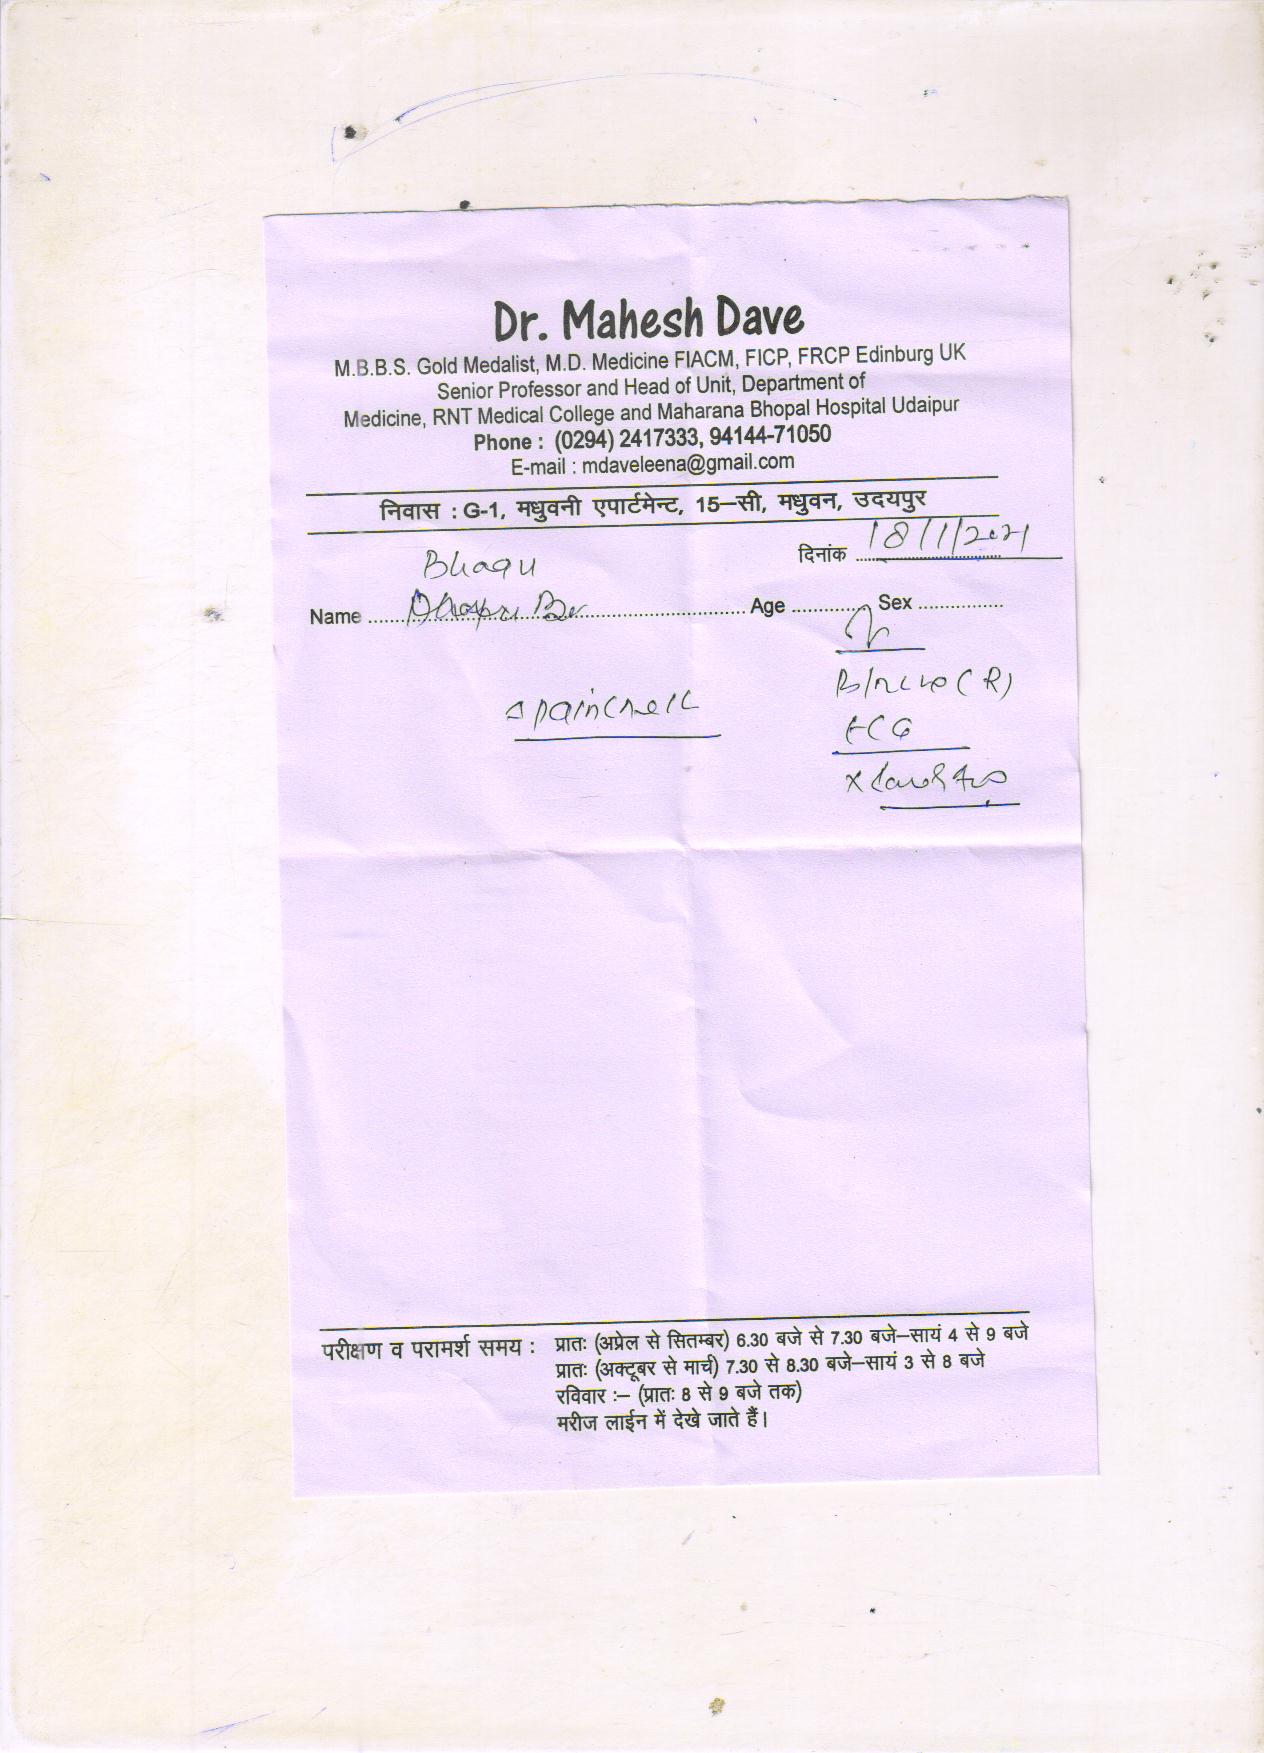 Dr. Mahesh Dave
M.B.B.S. Gold Medalist, M.D. Medicine FIACM, FICP, FRCP Edinburg UK
Senior Professor and Head of Unit, Department of
Medicine, RNT Medical College and Maharana Bhopal Hospital Udaipur
Phone : (0294) 2417333, 94144-71050
E-mail : mdaveleena@gmail.com
निवास : G-1, मधुवनी एपार्टमेन्ट, 15–सी, मधुवन, उदयपुर
दिनांक 18/1/2021
Bhagu
Name ..... Age ..... Sex .....
pain
ECG
परीक्षण व परामर्श समय : प्रातः (अप्रेल से सितम्बर) 6.30 बजे से 7.30 बजे–सायं 4 से 9 बजे
प्रातः (अक्टूबर से मार्च) 7.30 से 8.30 बजे–सायं 3 से 8 बजे
रविवार :– (प्रातः 8 से 9 बजे तक)
मरीज लाईन में देखे जाते हैं।